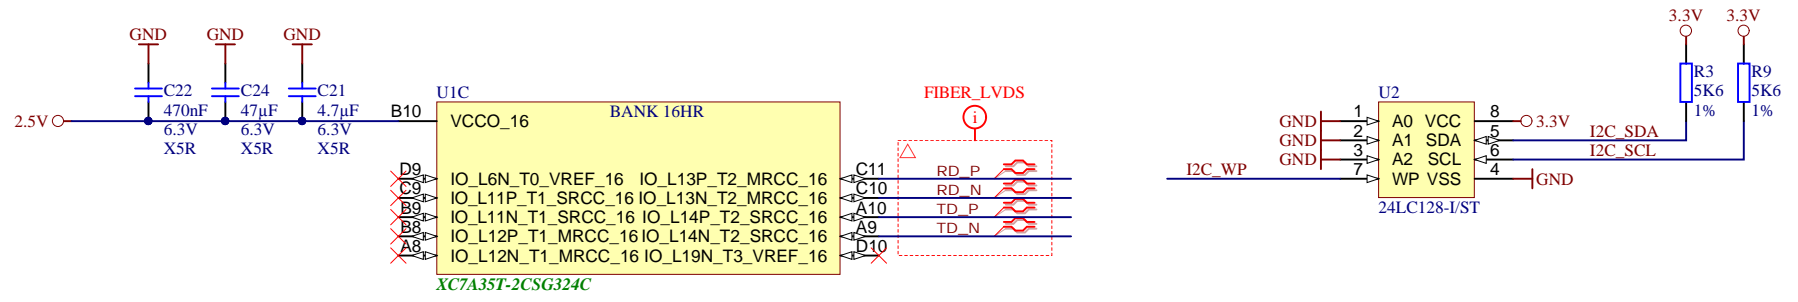 GND
GND
GND
C22
470nF
6.3V
X5R
C24
47µF
6.3V
X5R
C21
4.7µF
6.3V
X5R
2.5V
U1C
BANK 16HR
B10
VCCO_16
D9
IO_L6N_T0_VREF_16
IO_L13P_T2_MRCC_16
C11
C9
IO_L11P_T1_SRCC_16
IO_L13N_T2_MRCC_16
C10
B9
IO_L11N_T1_SRCC_16
IO_L14P_T2_SRCC_16
A10
B8
IO_L12P_T1_MRCC_16
IO_L14N_T2_SRCC_16
A9
A8
IO_L12N_T1_MRCC_16
IO_L19N_T3_VREF_16
D10
XC7A35T-2CSG324C
FIBER_LVDS
i
RD_P
RD_N
TD_P
TD_N
3.3V
3.3V
R3
5K6
1%
R9
5K6
1%
U2
GND
1
A0
VCC
8
3.3V
GND
2
A1
SDA
5
I2C_SDA
GND
3
A2
SCL
6
I2C_SCL
I2C_WP
7
WP
VSS
4
GND
24LC128-I/ST